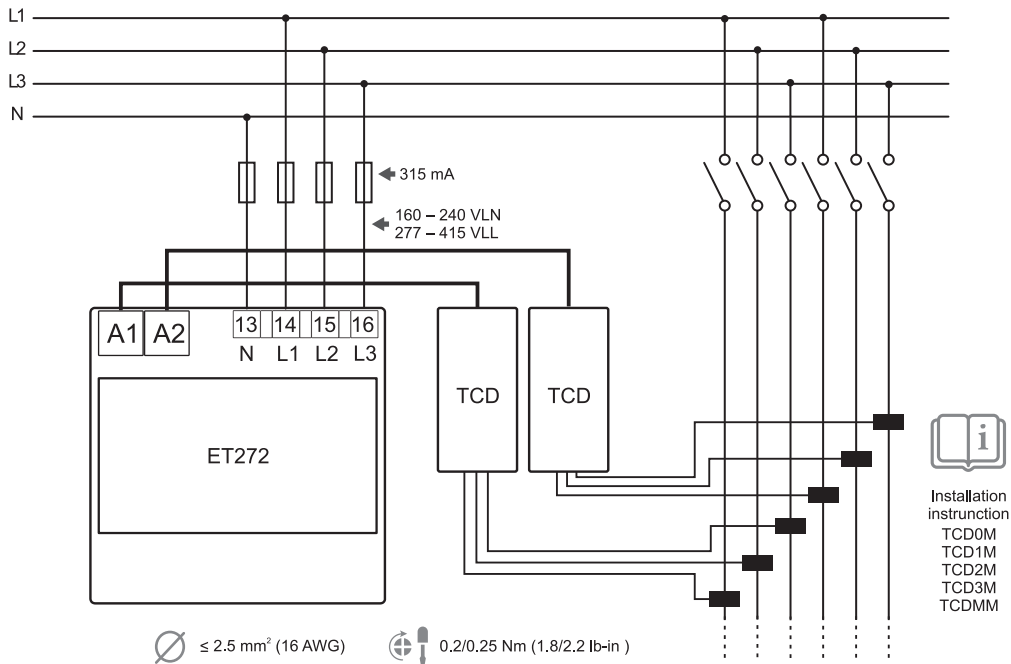 L1
L2
L3
N
315 mA
160 – 240 VLN
277 – 415 VLL
A1 A2 13 14 15 16
N L1 L2 L3
TCD TCD
ET272
i
Installation
instrunction
TCD0M
TCD1M
TCD2M
TCD3M
TCDMM
≤ 2.5 mm² (16 AWG) 0.2/0.25 Nm (1.8/2.2 lb-in )